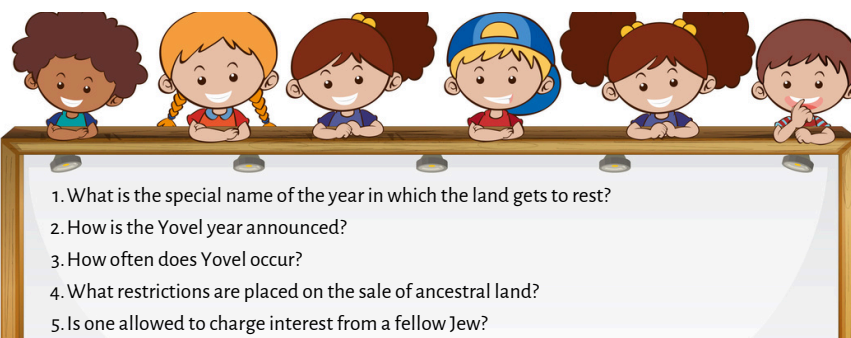 1. What is the special name of the year in which the land gets to rest?
2. How is the Yovel year announced?
3. How often does Yovel occur?
4. What restrictions are placed on the sale of ancestral land?
5. Is one allowed to charge interest from a fellow Jew?